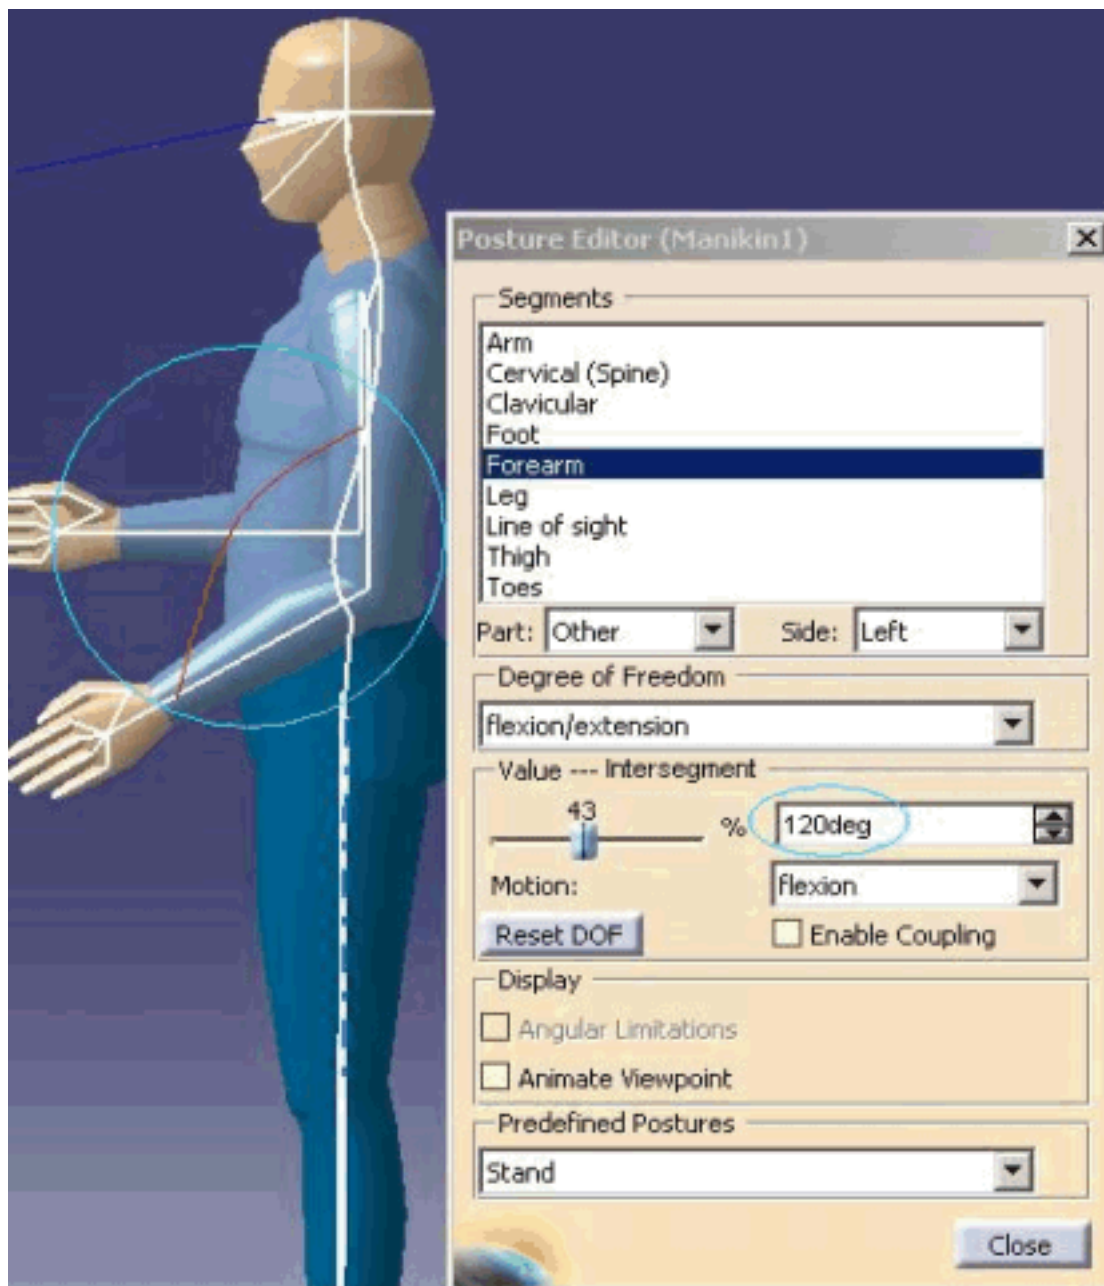 Posture Editor (Manikin1)
Segments
Arm
Cervical (Spine)
Clavicular
Foot
Forearm
Leg
Line of sight
Thigh
Toes
Part: Other Side: Left
Degree of Freedom
flexion/extension
Value --- Intersegment
43 % 120deg
Motion: flexion
Reset DOF Enable Coupling
Display
Angular Limitations
Animate Viewpoint
Predefined Postures
Stand
Close